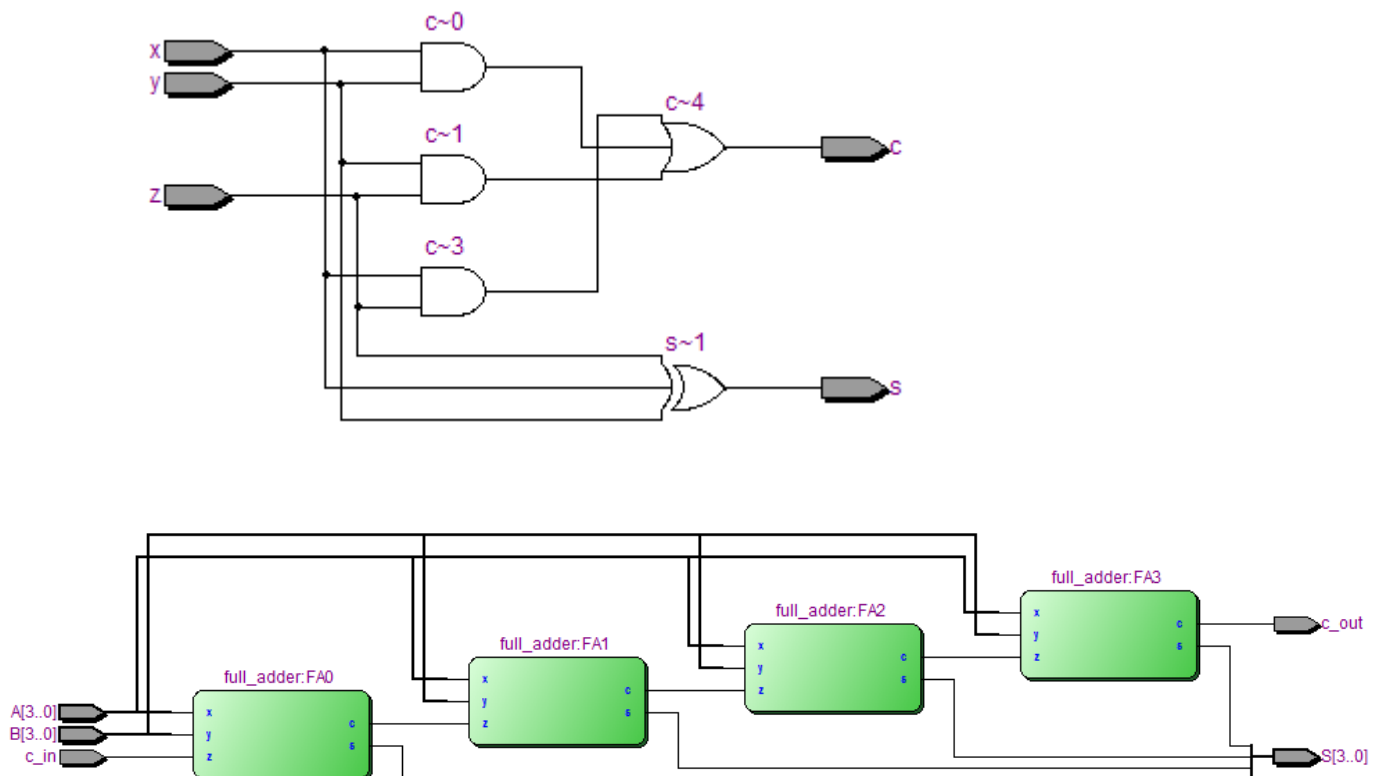 c~0
x
y
c~4
c~1
c
z
c~3
s~1
s
full_adder:FA3
x
y
z
c
s
c_out
full_adder:FA2
x
y
z
c
s
full_adder:FA1
x
y
z
c
s
full_adder:FA0
x
y
z
c
s
A[3..0]
B[3..0]
c_in
S[3..0]